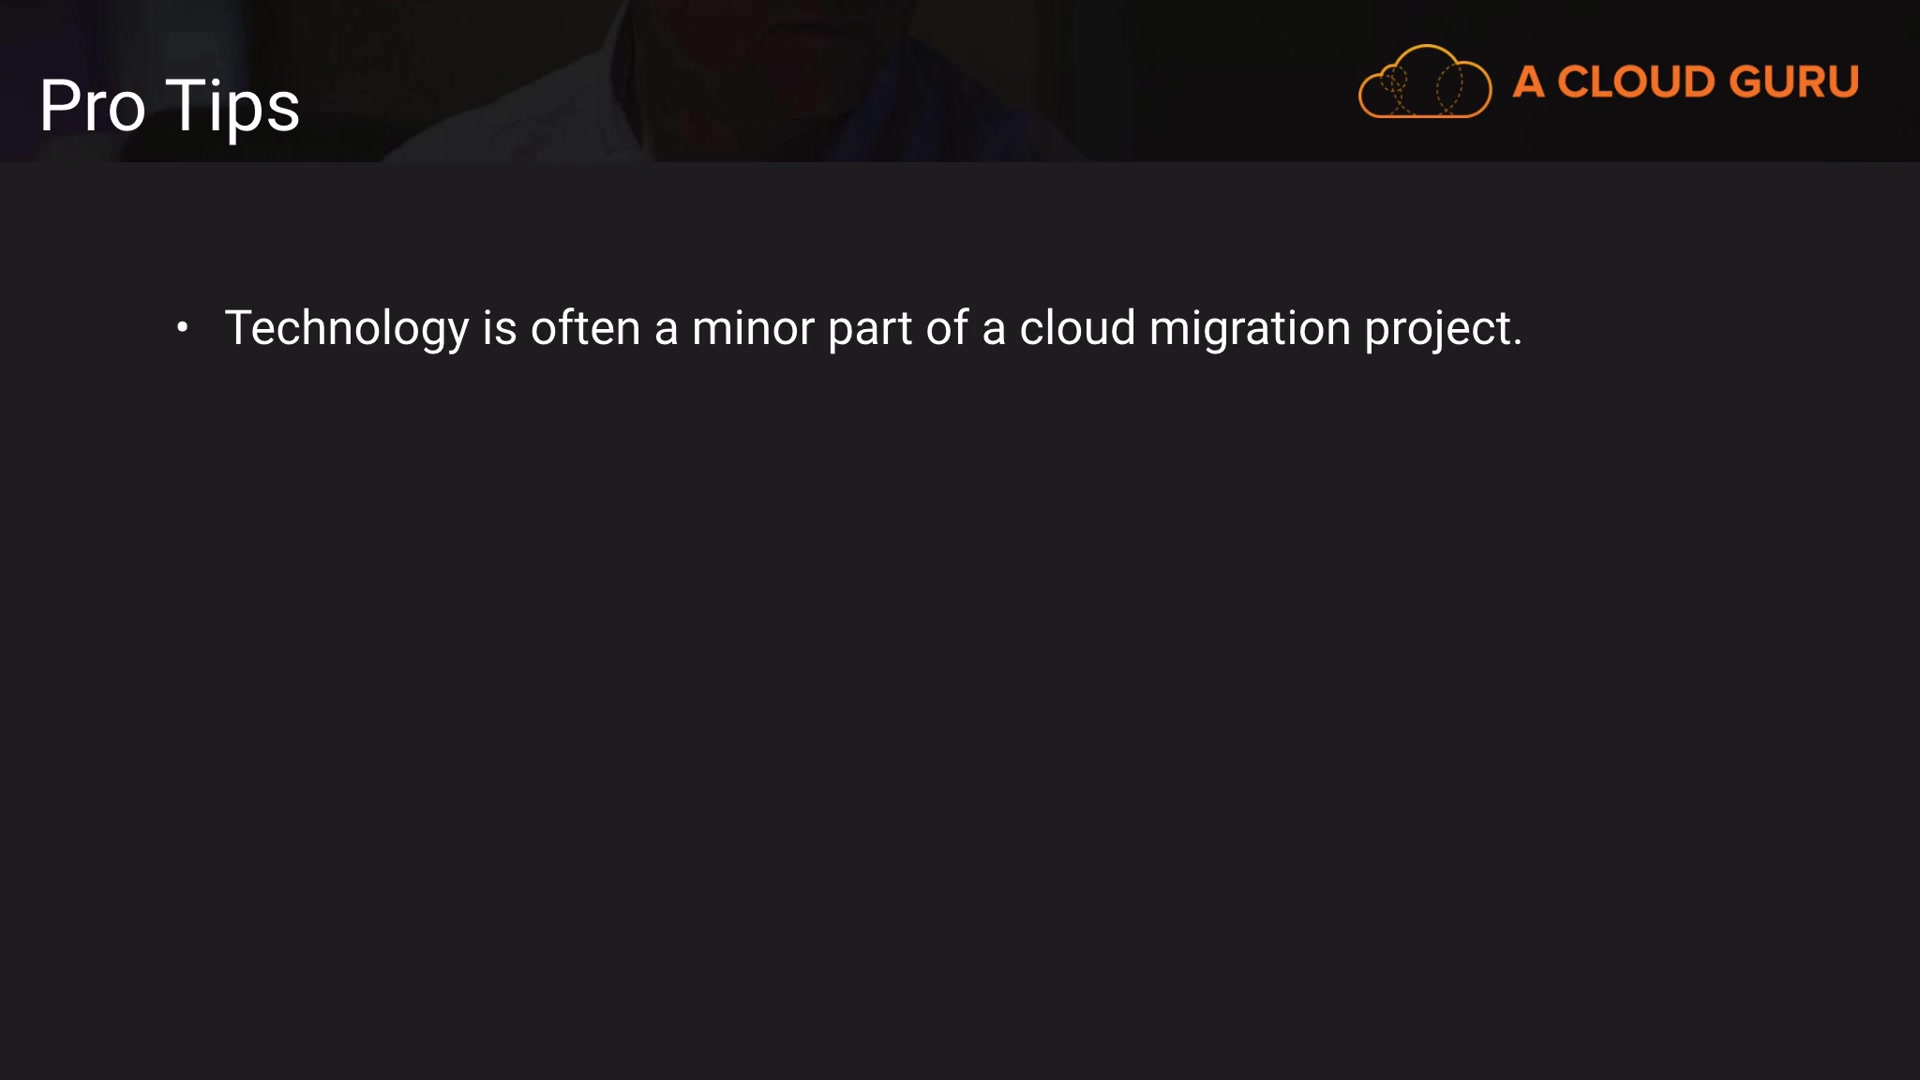 Pro Tips
A CLOUD GURU
• Technology is often a minor part of a cloud migration project.